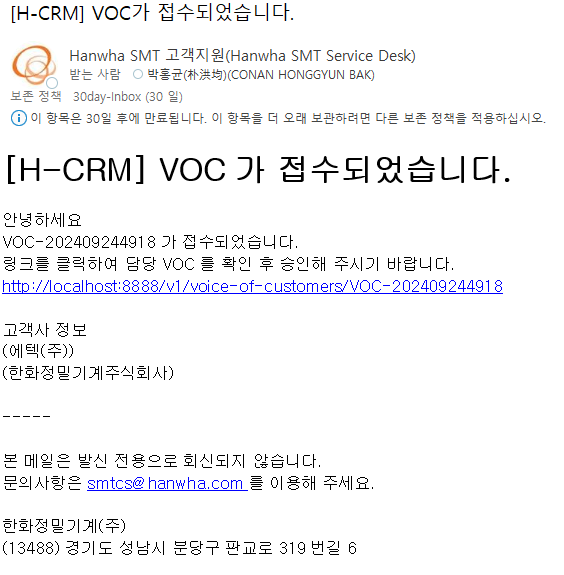 [H-CRM] VOC가 접수되었습니다.
Hanwha SMT 고객지원(Hanwha SMT Service Desk)
받는 사람 박홍균(朴洪均)(CONAN HONGGYUN BAK)
보존 정책 30day-Inbox (30 일)
이 항목은 30일 후에 만료됩니다. 이 항목을 더 오래 보관하려면 다른 보존 정책을 적용하십시오.
[H-CRM] VOC 가 접수되었습니다.
안녕하세요
VOC-202409244918 가 접수되었습니다.
링크를 클릭하여 담당 VOC 를 확인 후 승인해 주시기 바랍니다.
http://localhost:8888/v1/voice-of-customers/VOC-202409244918
고객사 정보
(에텍(주))
(한화정밀기계주식회사)
-----
본 메일은 발신 전용으로 회신되지 않습니다.
문의사항은 smtcs@hanwha.com 를 이용해 주세요.
한화정밀기계(주)
(13488) 경기도 성남시 분당구 판교로 319 번길 6